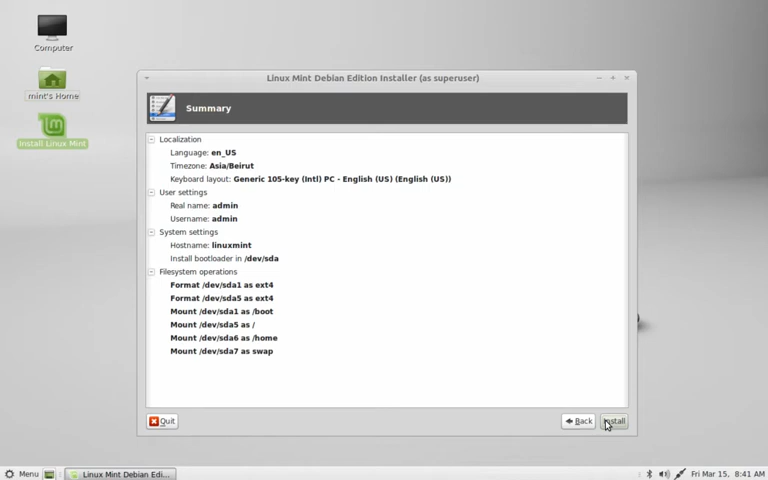 Computer
mint's Home
Install Linux Mint
Linux Mint Debian Edition Installer (as superuser)
Summary
Localization
Language: en_US
Timezone: Asia/Beirut
Keyboard layout: Generic 105-key (Intl) PC - English (US) (English (US))
User settings
Real name: admin
Username: admin
System settings
Hostname: linuxmint
Install bootloader in /dev/sda
Filesystem operations
Format /dev/sda1 as ext4
Format /dev/sda5 as ext4
Mount /dev/sda1 as /boot
Mount /dev/sda5 as /
Mount /dev/sda6 as /home
Mount /dev/sda7 as swap
Quit
Back
Install
Menu
Linux Mint Debian Edi...
Fri Mar 15, 8:41 AM